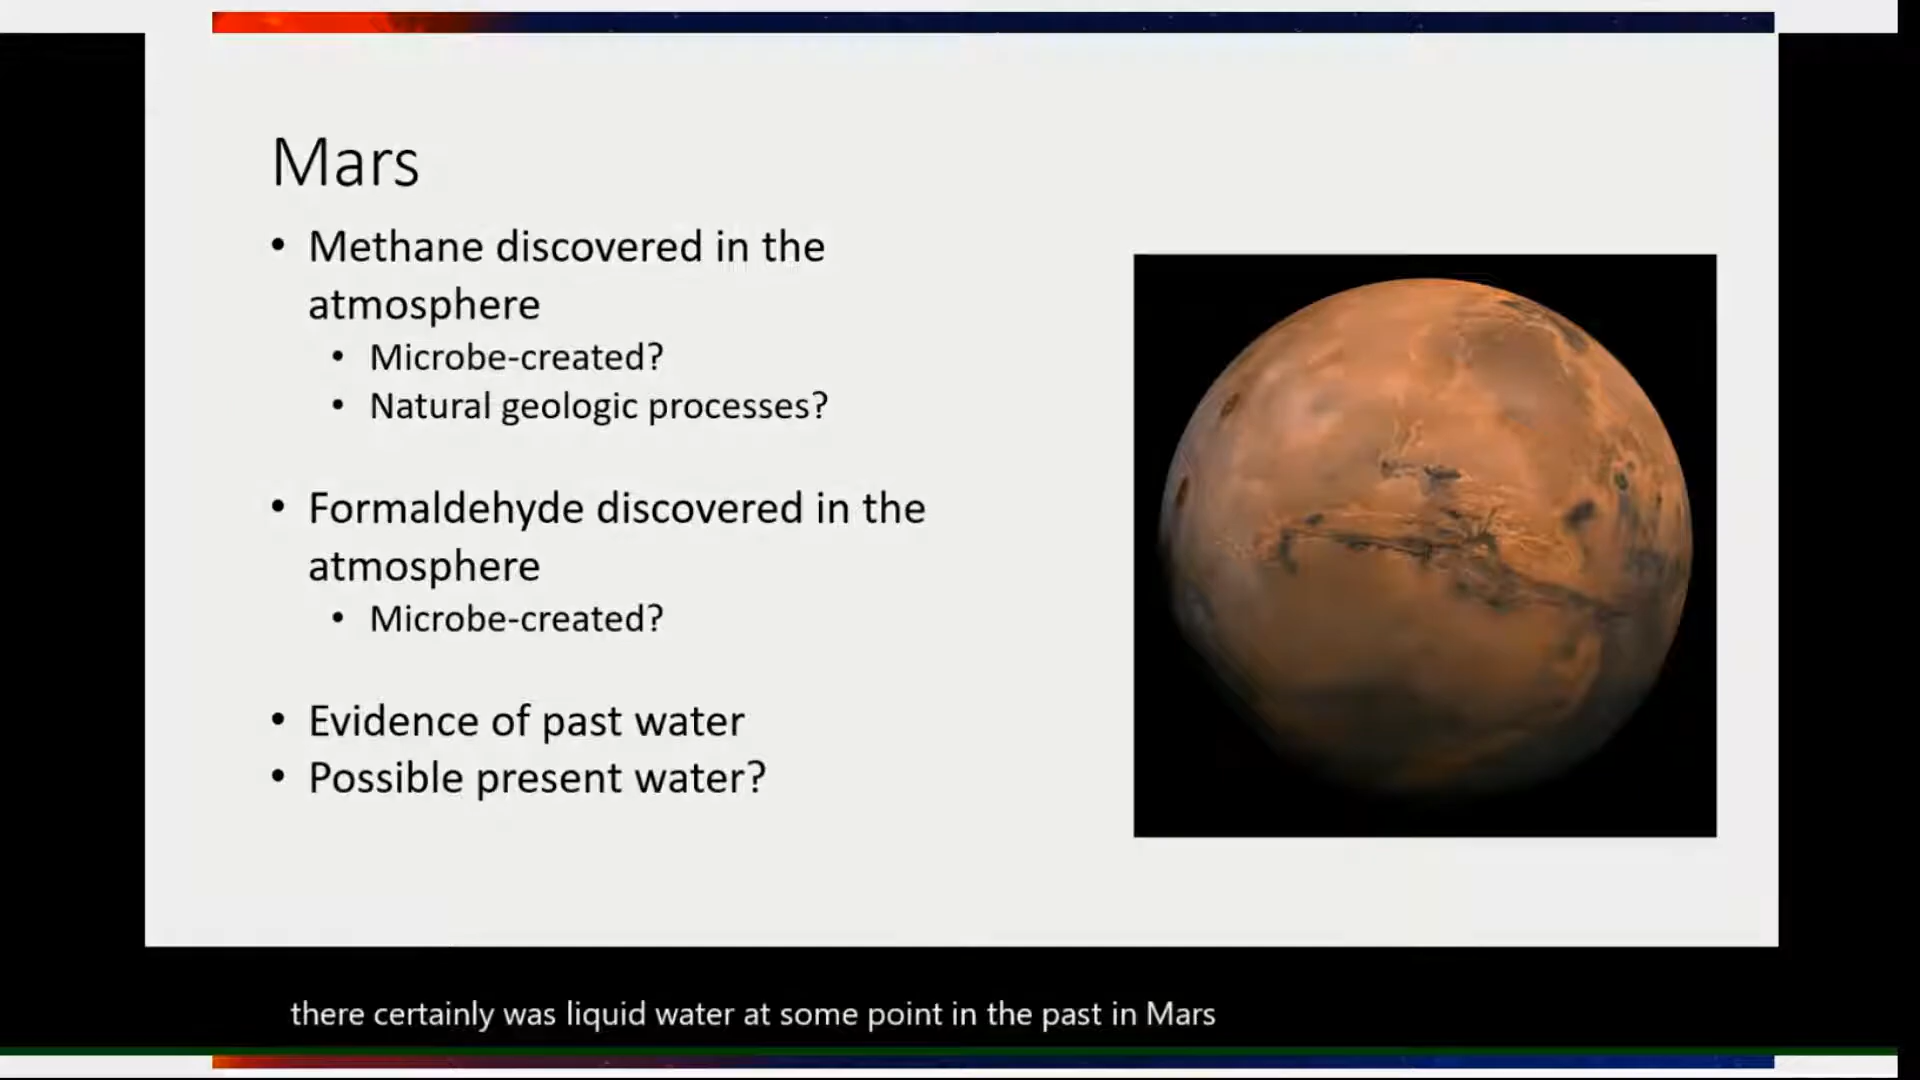 Mars
• Methane discovered in the
atmosphere
• Microbe-created?
• Natural geologic processes?
• Formaldehyde discovered in the
atmosphere
• Microbe-created?
• Evidence of past water
• Possible present water?
there certainly was liquid water at some point in the past in Mars